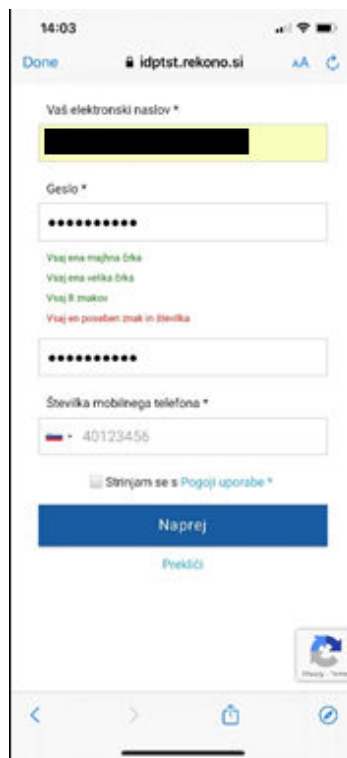 14:03
Done idptst.rekono.si AA
Vaš elektronski naslov *
Geslo *
••••••••••
Vsaj ena majhna črka
Vsaj ena velika črka
Vsaj 8 znakov
Vsaj en poseben znak in številka
••••••••••
Številka mobilnega telefona *
40123456
Strinjam se s Pogoji uporabe *
Naprej
Prekliči
Privacy - Terms